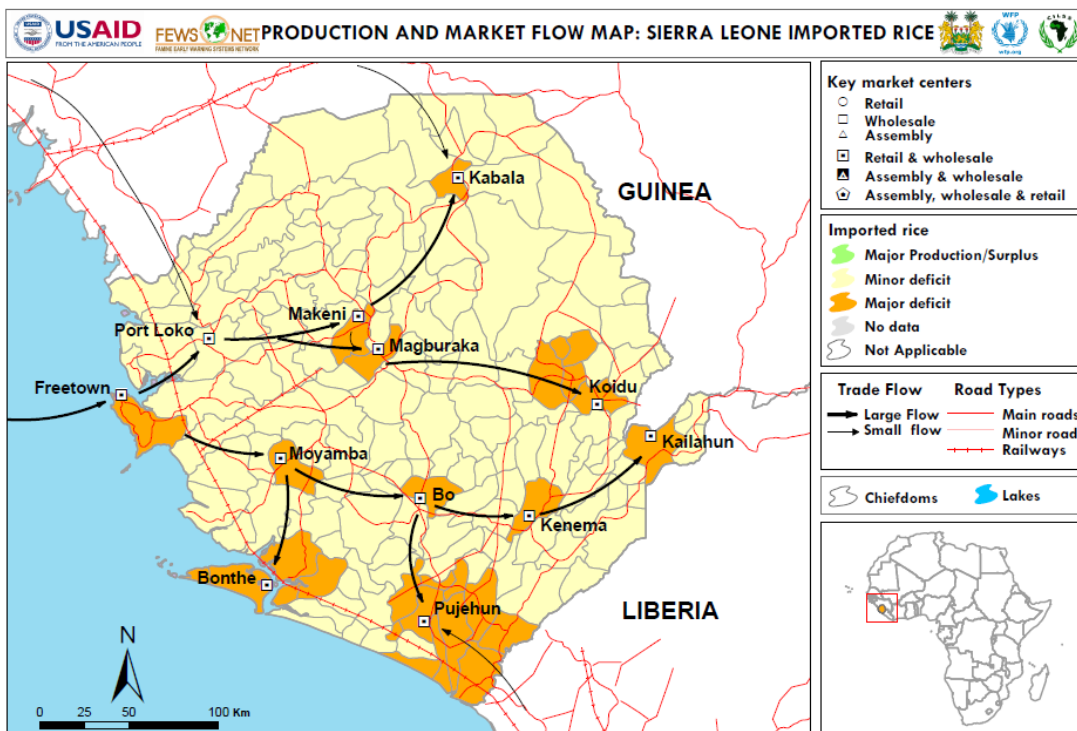 USAID
FROM THE AMERICAN PEOPLE
FEWS NET
FAMINE EARLY WARNING SYSTEMS NETWORK
PRODUCTION AND MARKET FLOW MAP: SIERRA LEONE IMPORTED RICE
WFP
wfp.org
CILSS
Kabala
GUINEA
Makeni
Port Loko
Magburaka
Freetown
Koidu
Kailahun
Moyamba
Bo
Kenema
Bonthe
Pujehun
LIBERIA
N
0 25 50 100 Km
Key market centers
Retail
Wholesale
Assembly
Retail & wholesale
Assembly & wholesale
Assembly, wholesale & retail
Imported rice
Major Production/Surplus
Minor deficit
Major deficit
No data
Not Applicable
Trade Flow Road Types
Large Flow Main roads
Small flow Minor road
Railways
Chiefdoms Lakes